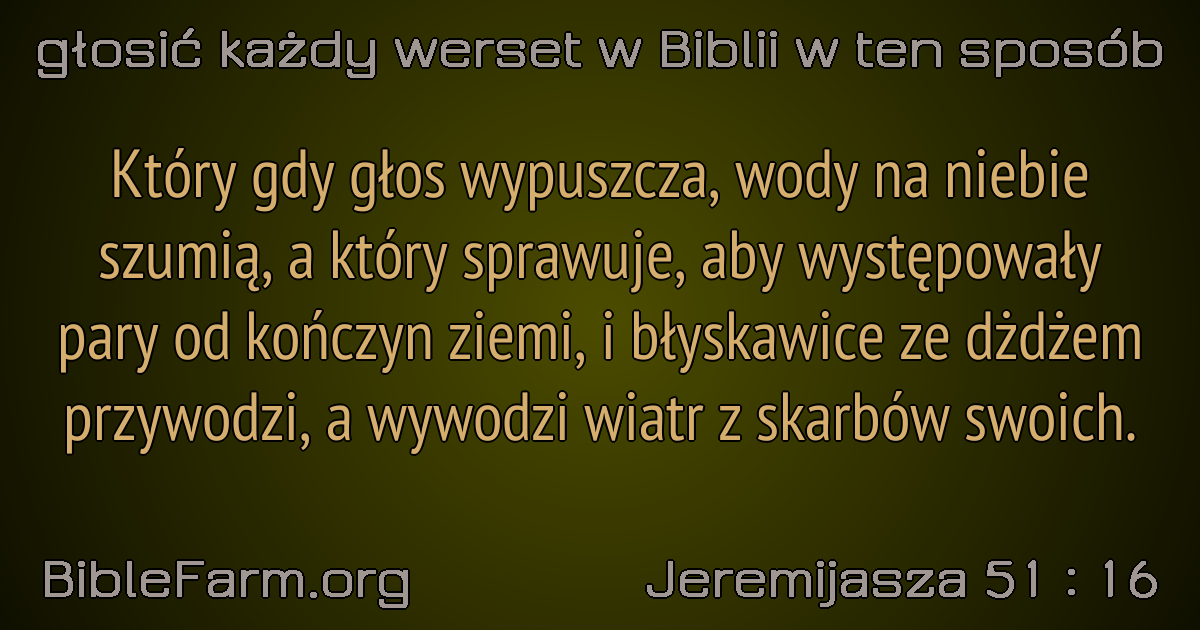 głosić każdy werset w Biblii w ten sposób
Który gdy głos wypuszcza, wody na niebie
szumią, a który sprawuje, aby występowały
pary od kończyn ziemi, i błyskawice ze dżdżem
przywodzi, a wywodzi wiatr z skarbów swoich.
BibleFarm.org
Jeremijasza 51 : 16